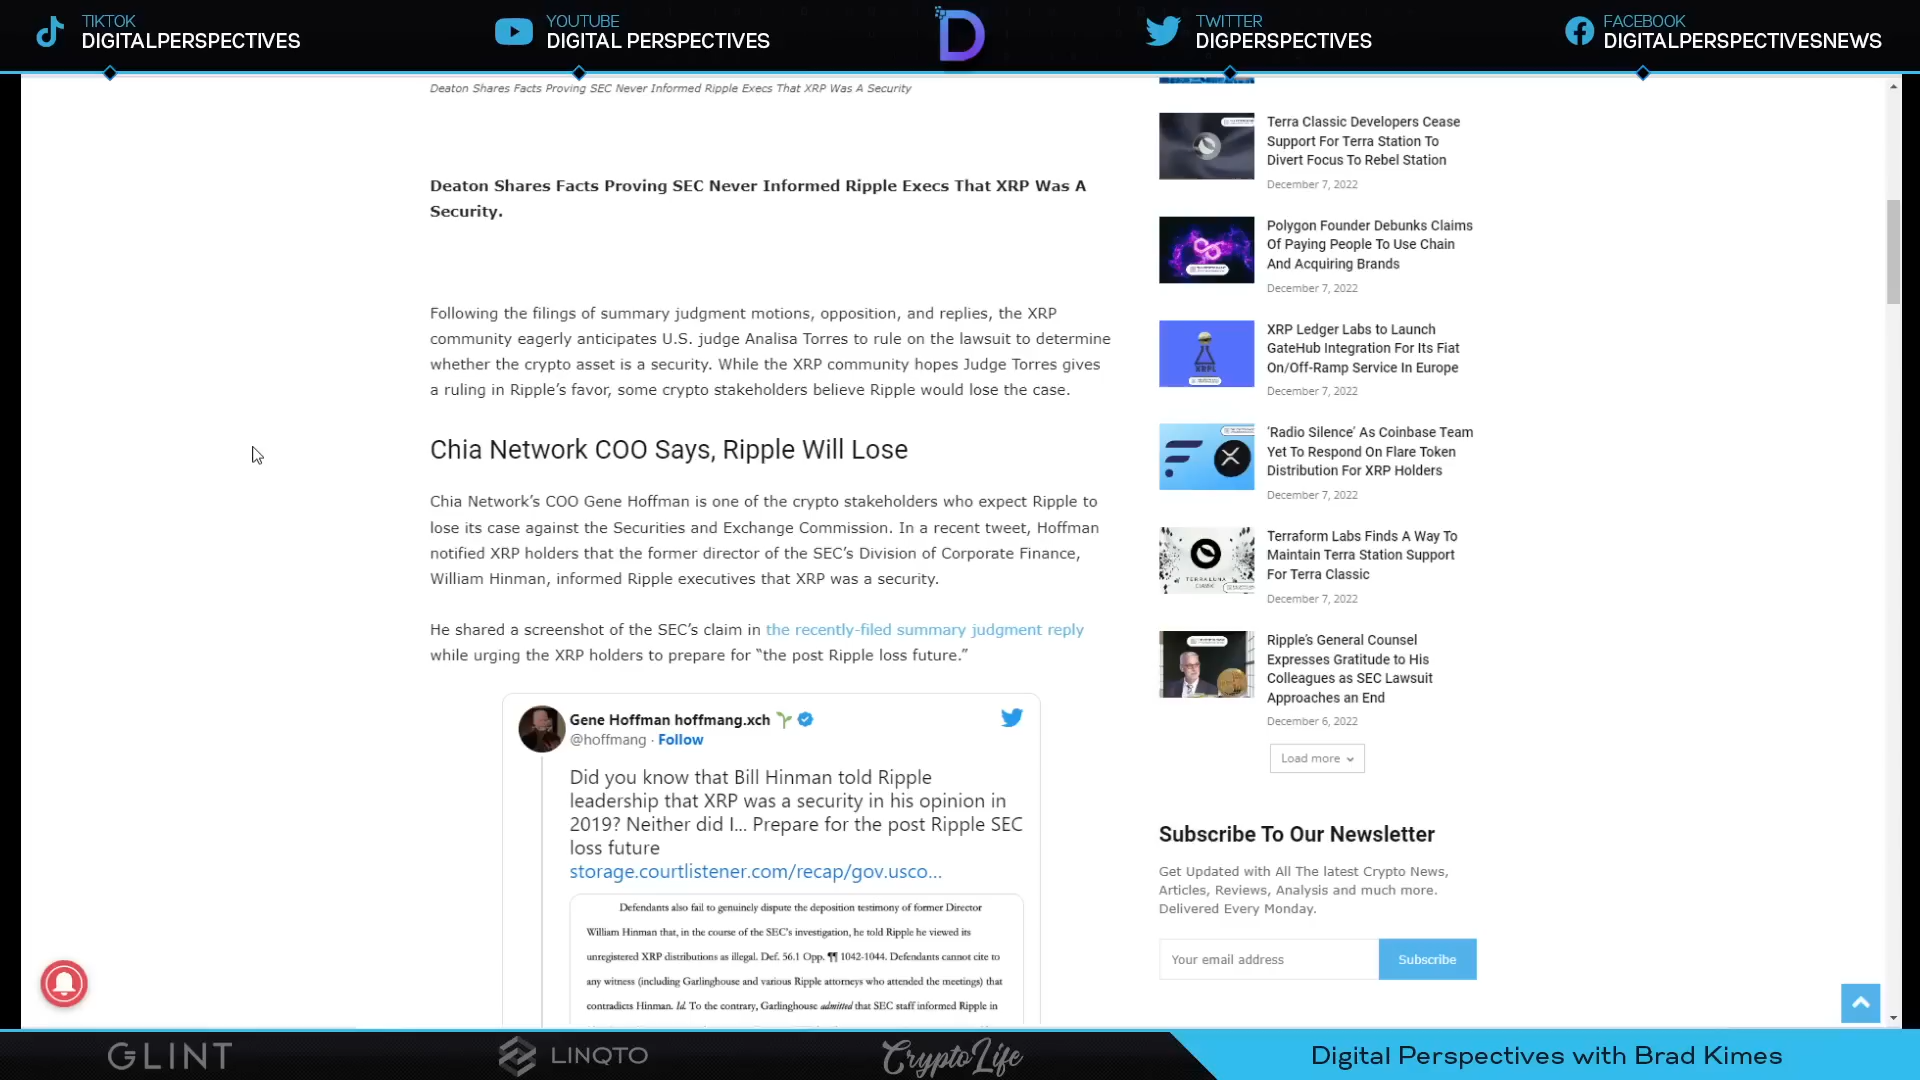 TIKTOK
DIGITALPERSPECTIVES
YOUTUBE
DIGITAL PERSPECTIVES
D
TWITTER
DIGPERSPECTIVES
FACEBOOK
DIGITALPERSPECTIVESNEWS
Deaton Shares Facts Proving SEC Never Informed Ripple Execs That XRP Was A Security
Deaton Shares Facts Proving SEC Never Informed Ripple Execs That XRP Was A
Security.
Following the filings of summary judgment motions, opposition, and replies, the XRP
community eagerly anticipates U.S. judge Analisa Torres to rule on the lawsuit to determine
whether the crypto asset is a security. While the XRP community hopes Judge Torres gives
a ruling in Ripple’s favor, some crypto stakeholders believe Ripple would lose the case.
Chia Network COO Says, Ripple Will Lose
Chia Network’s COO Gene Hoffman is one of the crypto stakeholders who expect Ripple to
lose its case against the Securities and Exchange Commission. In a recent tweet, Hoffman
notified XRP holders that the former director of the SEC’s Division of Corporate Finance,
William Hinman, informed Ripple executives that XRP was a security.
He shared a screenshot of the SEC’s claim in the recently-filed summary judgment reply
while urging the XRP holders to prepare for “the post Ripple loss future.”
Gene Hoffman hoffmang.xch
@hoffmang · Follow
Did you know that Bill Hinman told Ripple
leadership that XRP was a security in his opinion in
2019? Neither did I... Prepare for the post Ripple SEC
loss future
storage.courtlistener.com/recap/gov.usco...
Defendants also fail to genuinely dispute the deposition testimony of former Director
William Hinman that, in the course of the SEC’s investigation, he told Ripple he viewed its
unregistered XRP distributions as illegal. Def. 56.1 Opp. ¶¶ 1042-1044. Defendants cannot cite to
any witness (including Garlinghouse and various Ripple attorneys who attended the meetings) that
contradicts Hinman. Id. To the contrary, Garlinghouse admitted that SEC staff informed Ripple in
Terra Classic Developers Cease
Support For Terra Station To
Divert Focus To Rebel Station
December 7, 2022
Polygon Founder Debunks Claims
Of Paying People To Use Chain
And Acquiring Brands
December 7, 2022
XRPL
XRP Ledger Labs to Launch
GateHub Integration For Its Fiat
On/Off-Ramp Service In Europe
December 7, 2022
‘Radio Silence’ As Coinbase Team
Yet To Respond On Flare Token
Distribution For XRP Holders
December 7, 2022
TERRA LUNA
CLASSIC
Terraform Labs Finds A Way To
Maintain Terra Station Support
For Terra Classic
December 7, 2022
Ripple’s General Counsel
Expresses Gratitude to His
Colleagues as SEC Lawsuit
Approaches an End
December 6, 2022
Load more
Subscribe To Our Newsletter
Get Updated with All The latest Crypto News,
Articles, Reviews, Analysis and much more.
Delivered Every Monday.
Your email address
Subscribe
GLINT
LINQTO
CryptoLife
Digital Perspectives with Brad Kimes